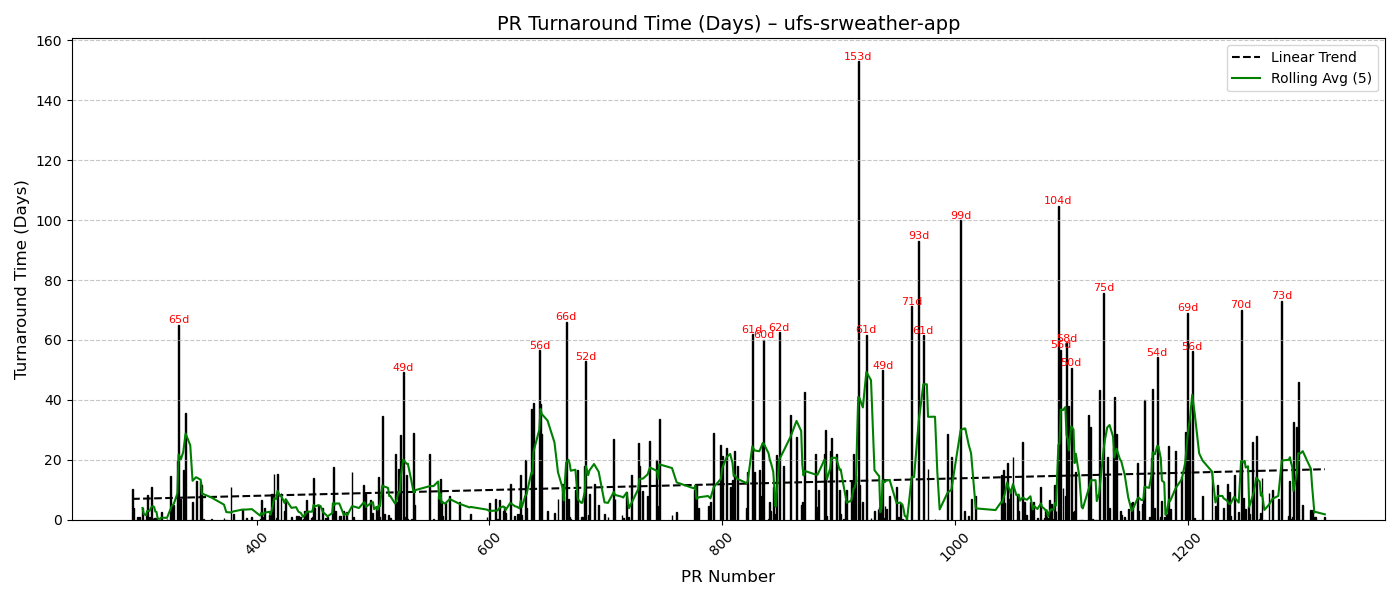 PR Turnaround Time (Days) – ufs-srweather-app
Turnaround Time (Days)
160
140
120
100
80
60
40
20
0
Linear Trend
Rolling Avg (5)
65d
49d
56d
66d
52d
61d
60d
62d
153d
61d
49d
71d
93d
61d
99d
104d
58d
50d
75d
54d
69d
56d
70d
73d
400
600
800
1000
1200
PR Number